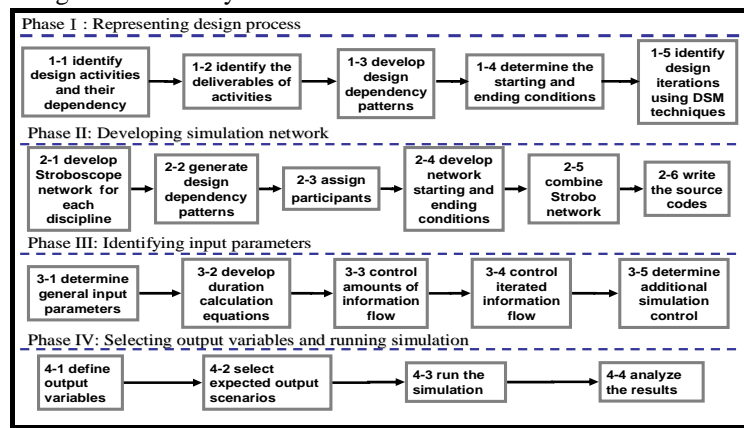 Phase I : Representing design process
1-1 identify
design activities
and their
dependency
1-2 identify the
deliverables of
activities
1-3 develop
design
dependency
patterns
1-4 determine the
starting and
ending conditions
1-5 identify
design
iterations
using DSM
techniques
Phase II: Developing simulation network
2-1 develop
Stroboscope
network for
each
discipline
2-2 generate
design
dependency
patterns
2-3 assign
participants
2-4 develop
network
starting and
ending
conditions
2-5
combine
Strobo
network
2-6 write
the source
codes
Phase III: Identifying input parameters
3-1 determine
general input
parameters
3-2 develop
duration
calculation
equations
3-3 control
amounts of
information
flow
3-4 control
iterated
information
flow
3-5 determine
additional
simulation
control
Phase IV: Selecting output variables and running simulation
4-1 define
output
variables
4-2 select
expected output
scenarios
4-3 run the
simulation
4-4 analyze
the results